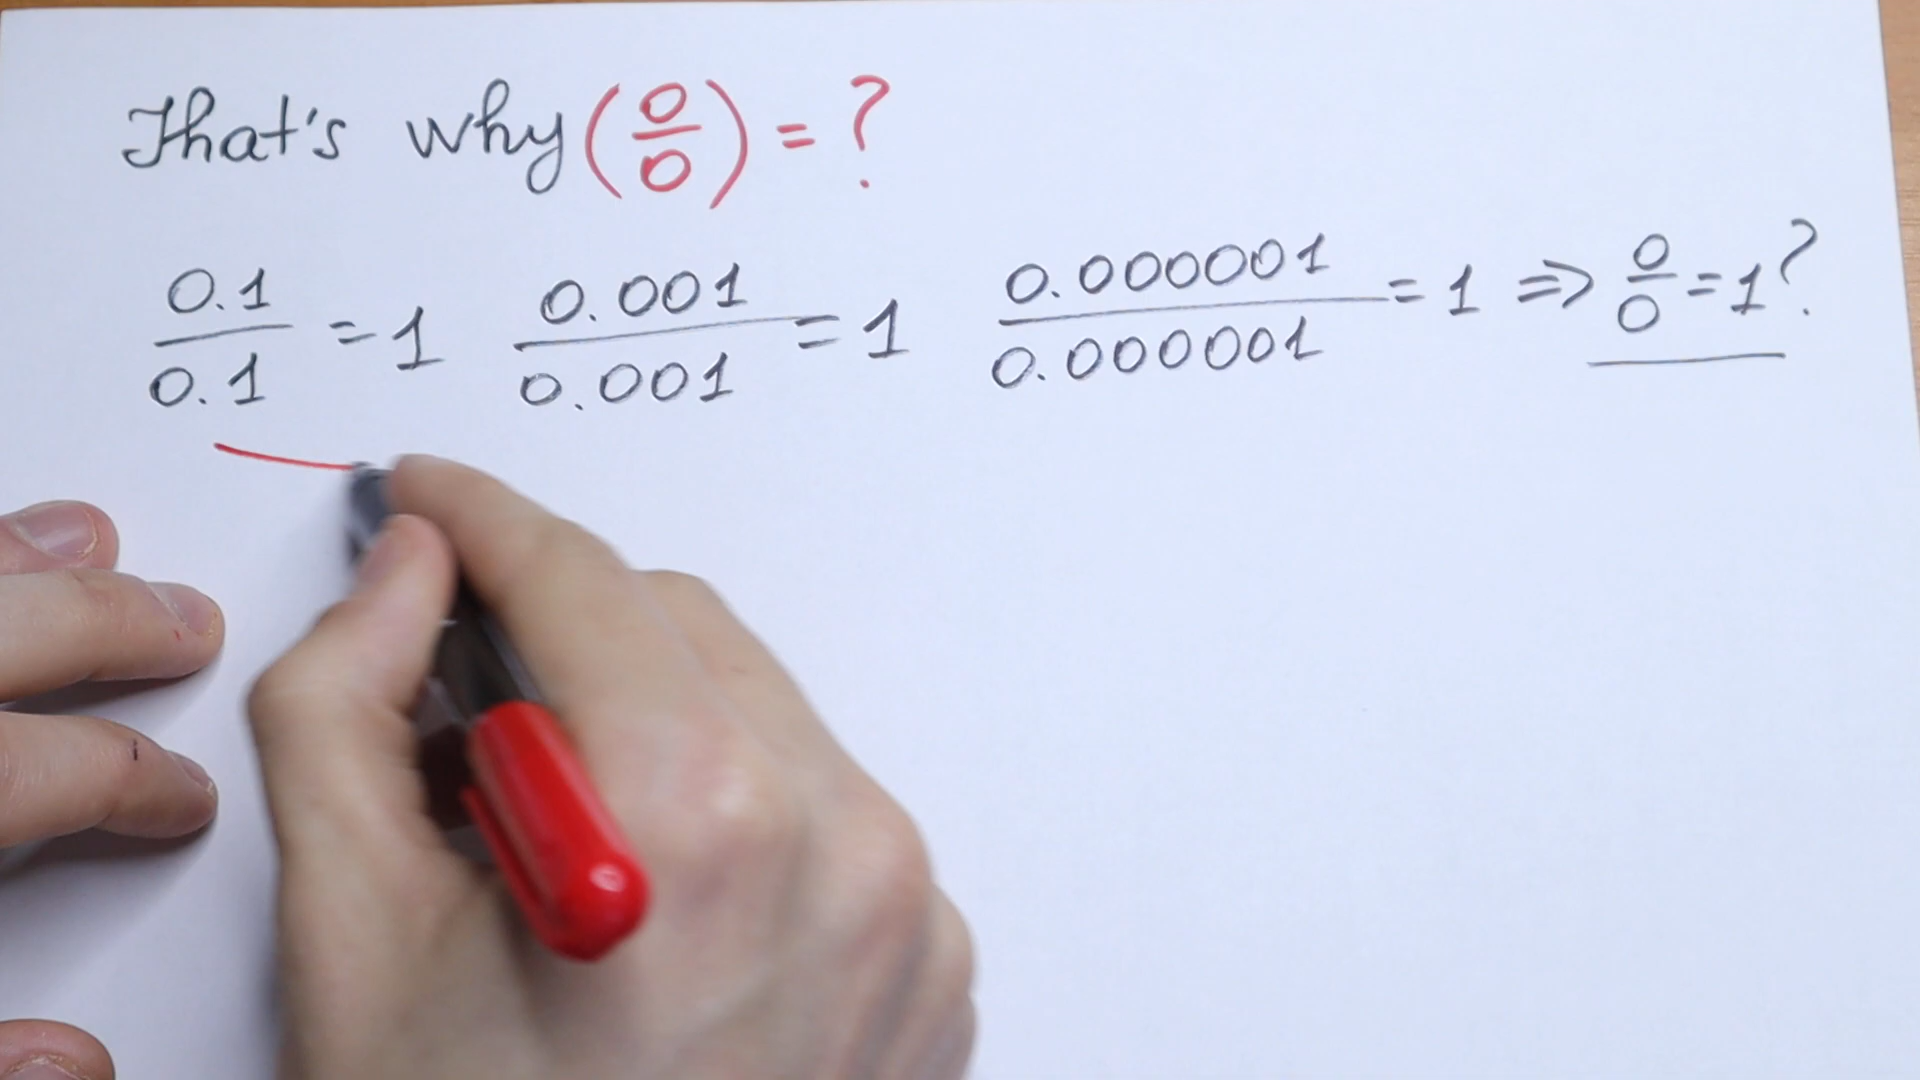 That's why (0/0) = ?
0.1/0.1 = 1 0.001/0.001 = 1 0.000001/0.000001 = 1 ⇒ 0/0 = 1?